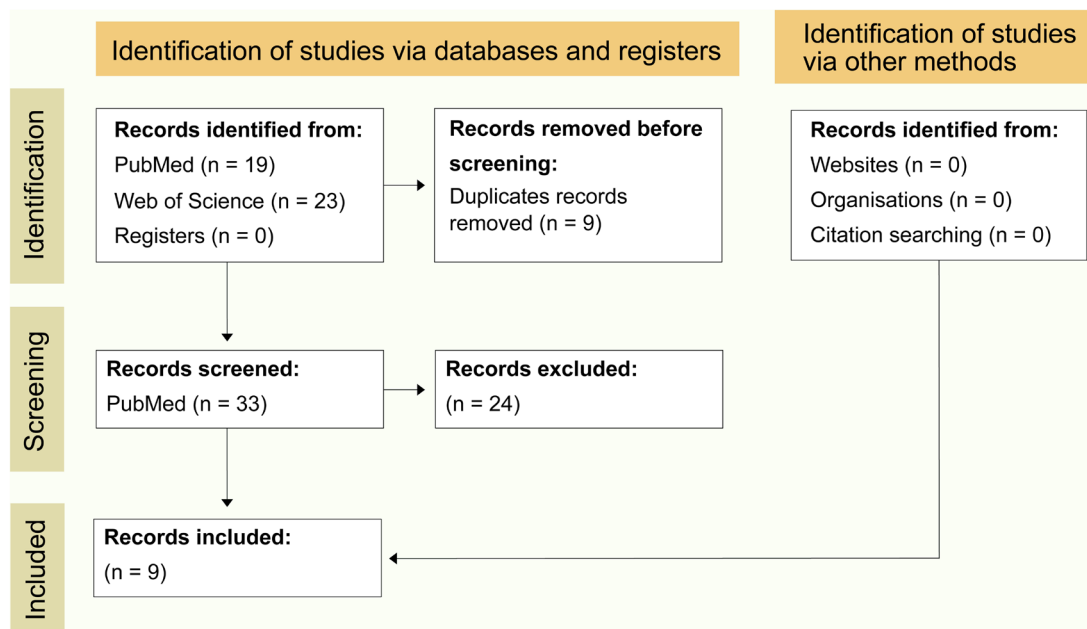 Identification of studies via databases and registers
Identification of studies
via other methods
Identification
Records identified from:
PubMed (n = 19)
Web of Science (n = 23)
Registers (n = 0)
Records removed before
screening:
Duplicates records
removed (n = 9)
Records identified from:
Websites (n = 0)
Organisations (n = 0)
Citation searching (n = 0)
Screening
Records screened:
PubMed (n = 33)
Records excluded:
(n = 24)
Included
Records included:
(n = 9)